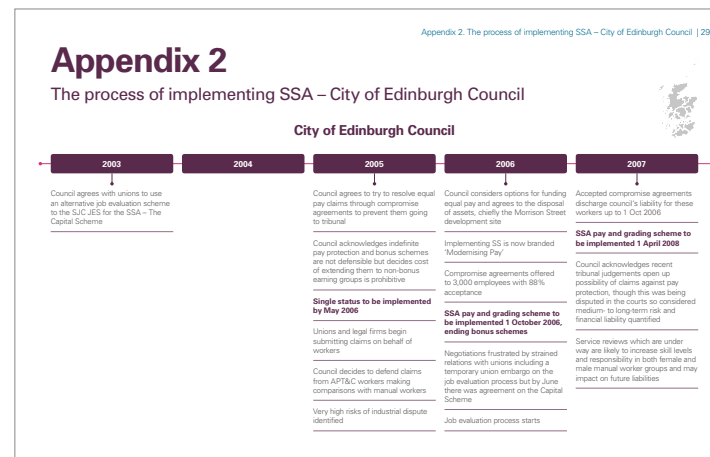 Appendix 2. The process of implementing SSA – City of Edinburgh Council | 29
Appendix 2
The process of implementing SSA – City of Edinburgh Council
City of Edinburgh Council
2003
Council agrees with unions to use
an alternative job evaluation scheme
to the SJC JES for the SSA – The
Capital Scheme
2004
2005
Council agrees to try to resolve equal
pay claims through compromise
agreements to prevent them going
to tribunal
Council acknowledges indefinite
pay protection and bonus schemes
are not defensible but decides cost
of extending them to non-bonus
earning groups is prohibitive
Single status to be implemented
by May 2006
Unions and legal firms begin
submitting claims on behalf of
workers
Council decides to defend claims
from APT&C workers making
comparisons with manual workers
Very high risks of industrial dispute
identified
2006
Council considers options for funding
equal pay and agrees to the disposal
of assets, chiefly the Morrison Street
development site
Implementing SS is now branded
'Modernising Pay'
Compromise agreements offered
to 3,000 employees with 88%
acceptance
SSA pay and grading scheme to
be implemented 1 October 2006,
ending bonus schemes
Negotiations frustrated by strained
relations with unions including a
temporary union embargo on the
job evaluation process but by June
there was agreement on the Capital
Scheme
Job evaluation process starts
2007
Accepted compromise agreements
discharge council's liability for these
workers up to 1 Oct 2006
SSA pay and grading scheme to
be implemented 1 April 2008
Council acknowledges recent
tribunal judgements open up
possibility of claims against pay
protection, though this was being
disputed in the courts so considered
medium- to long-term risk and
financial liability quantified
Service reviews which are under
way are likely to increase skill levels
and responsibility in both female and
male manual worker groups and may
impact on future liabilities